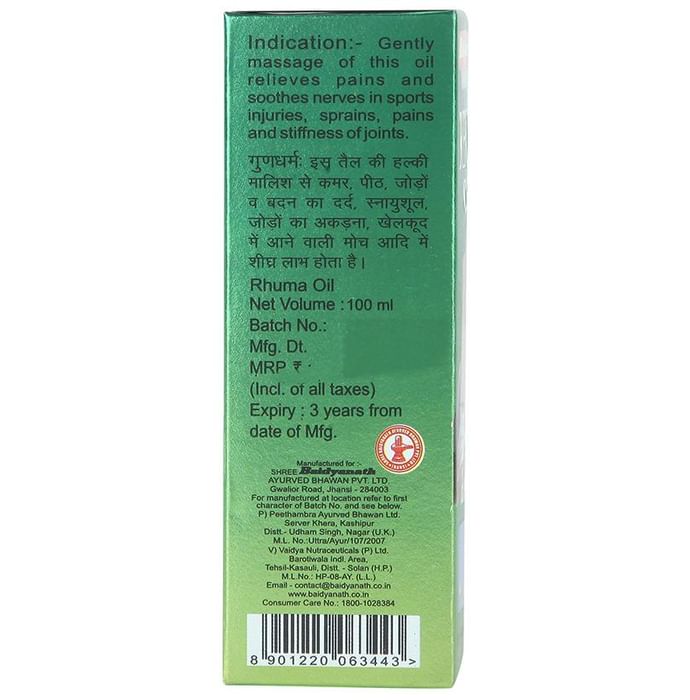 Indication:- Gently
massage of this oil
relieves pains and
soothes nerves in sports
injuries, sprains, pains
and stiffness of joints.
गुणधर्मः इस तैल की हल्की
मालिश से कमर, पीठ, जोड़ों
व बदन का दर्द, स्नायुशूल,
जोड़ों का अकड़ना, खेलकूद
में आने वाली मोच आदि में
शीघ्र लाभ होता है।
Rhuma Oil
Net Volume : 100 ml
Batch No.:
Mfg. Dt.
MRP ₹
(Incl. of all taxes)
Expiry : 3 years from
date of Mfg.
Manufactured for :-
SHREE Baidyanath
AYURVED BHAWAN PVT. LTD.
Gwalior Road, Jhansi - 284003
For manufactured at location refer to first
character of Batch No. and see below.
P) Peethambra Ayurved Bhawan Ltd.
Server Khera, Kashipur
Distt.- Udham Singh, Nagar (U.K.)
M.L. No.:Uttra/Ayur/107/2007
V) Vaidya Nutraceuticals (P) Ltd.
Barotiwala Indl. Area,
Tehsil-Kasauli, Distt. - Solan (H.P.)
M.L.No.: HP-08-AY. (L.L.)
Email - contact@baidyanath.co.in
www.baidyanath.co.in
Consumer Care No.: 1800-1028384
8 901220 063443 >